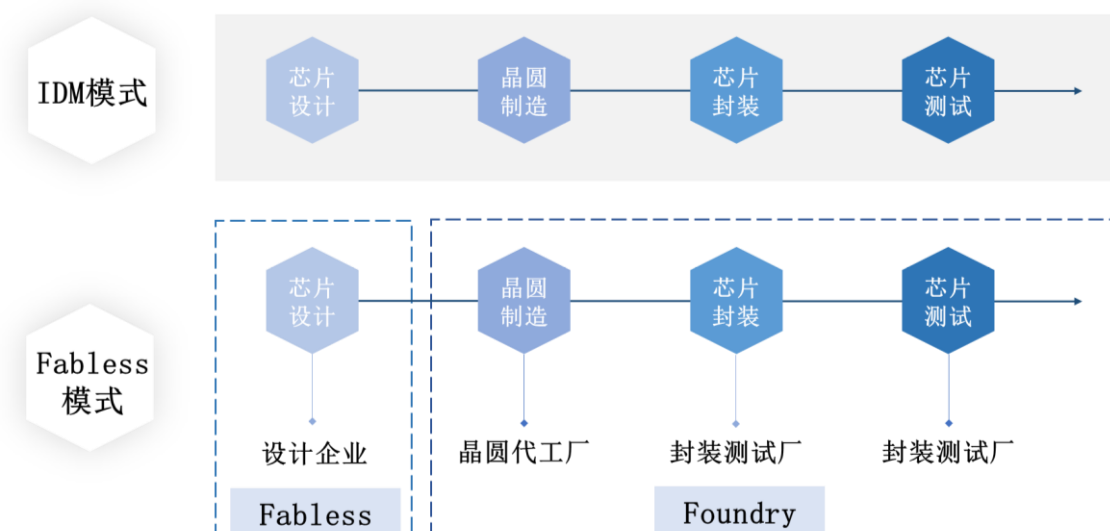 IDM模式
芯片
设计
晶圆
制造
芯片
封装
芯片
测试
Fabless
模式
芯片
设计
晶圆
制造
芯片
封装
芯片
测试
设计企业
晶圆代工厂
封装测试厂
封装测试厂
Fabless
Foundry